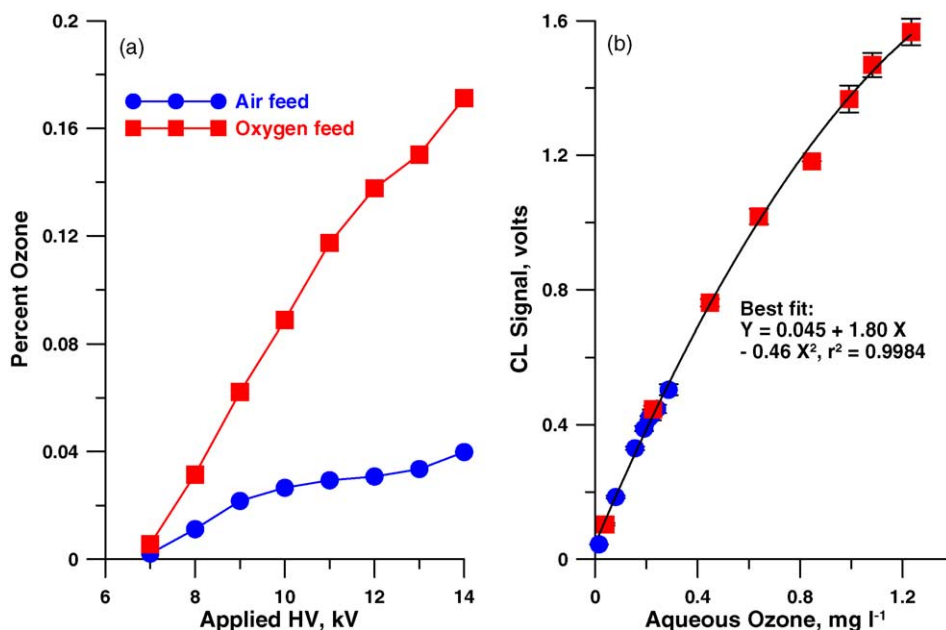 (a)
Air feed
Oxygen feed
Percent Ozone
0.2
0.16
0.12
0.08
0.04
0
6
8
10
12
14
Applied HV, kV
(b)
CL Signal, volts
1.6
1.2
0.8
0.4
0
Best fit:
Y = 0.045 + 1.80 X
- 0.46 X², r² = 0.9984
0
0.4
0.8
1.2
Aqueous Ozone, mg l⁻¹